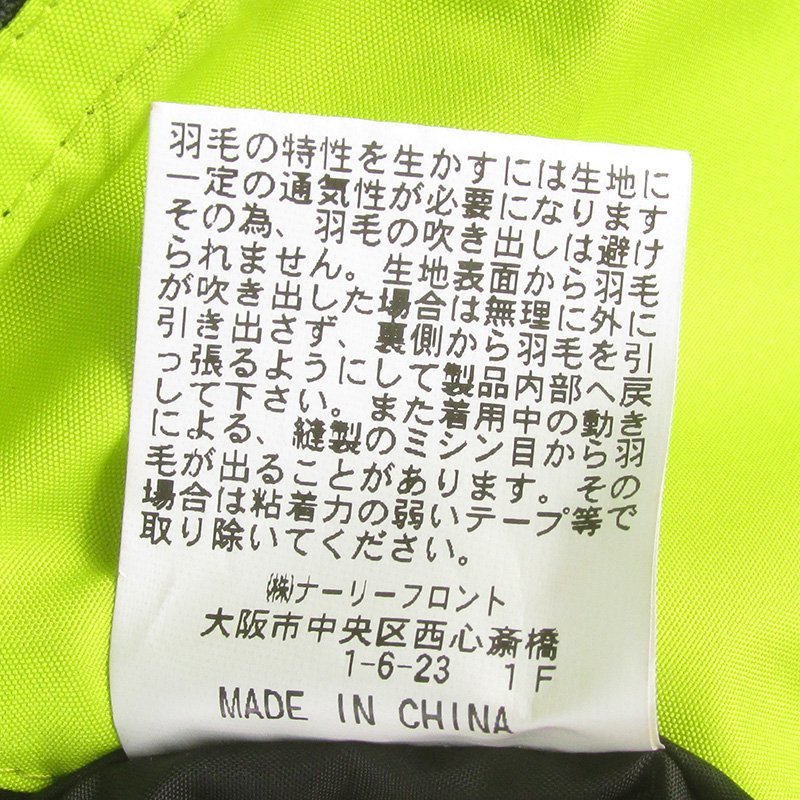 羽毛の特性を生かすには生地に
一定の通気性が必要になります
その為、羽毛の吹き出しは避け
られません。生地表面から羽毛
が吹き出した場合は無理に外に
引き出さず、裏側から羽毛を引
っ張るようにして製品内部へ戻
して下さい。また着用中の動き
による、縫製のミシン目から羽
毛が出ることがあります。その
場合は粘着力の弱いテープ等で
取り除いてください。
㈱ナーリーフロント
大阪市中央区西心斎橋
1-6-23 1F
MADE IN CHINA